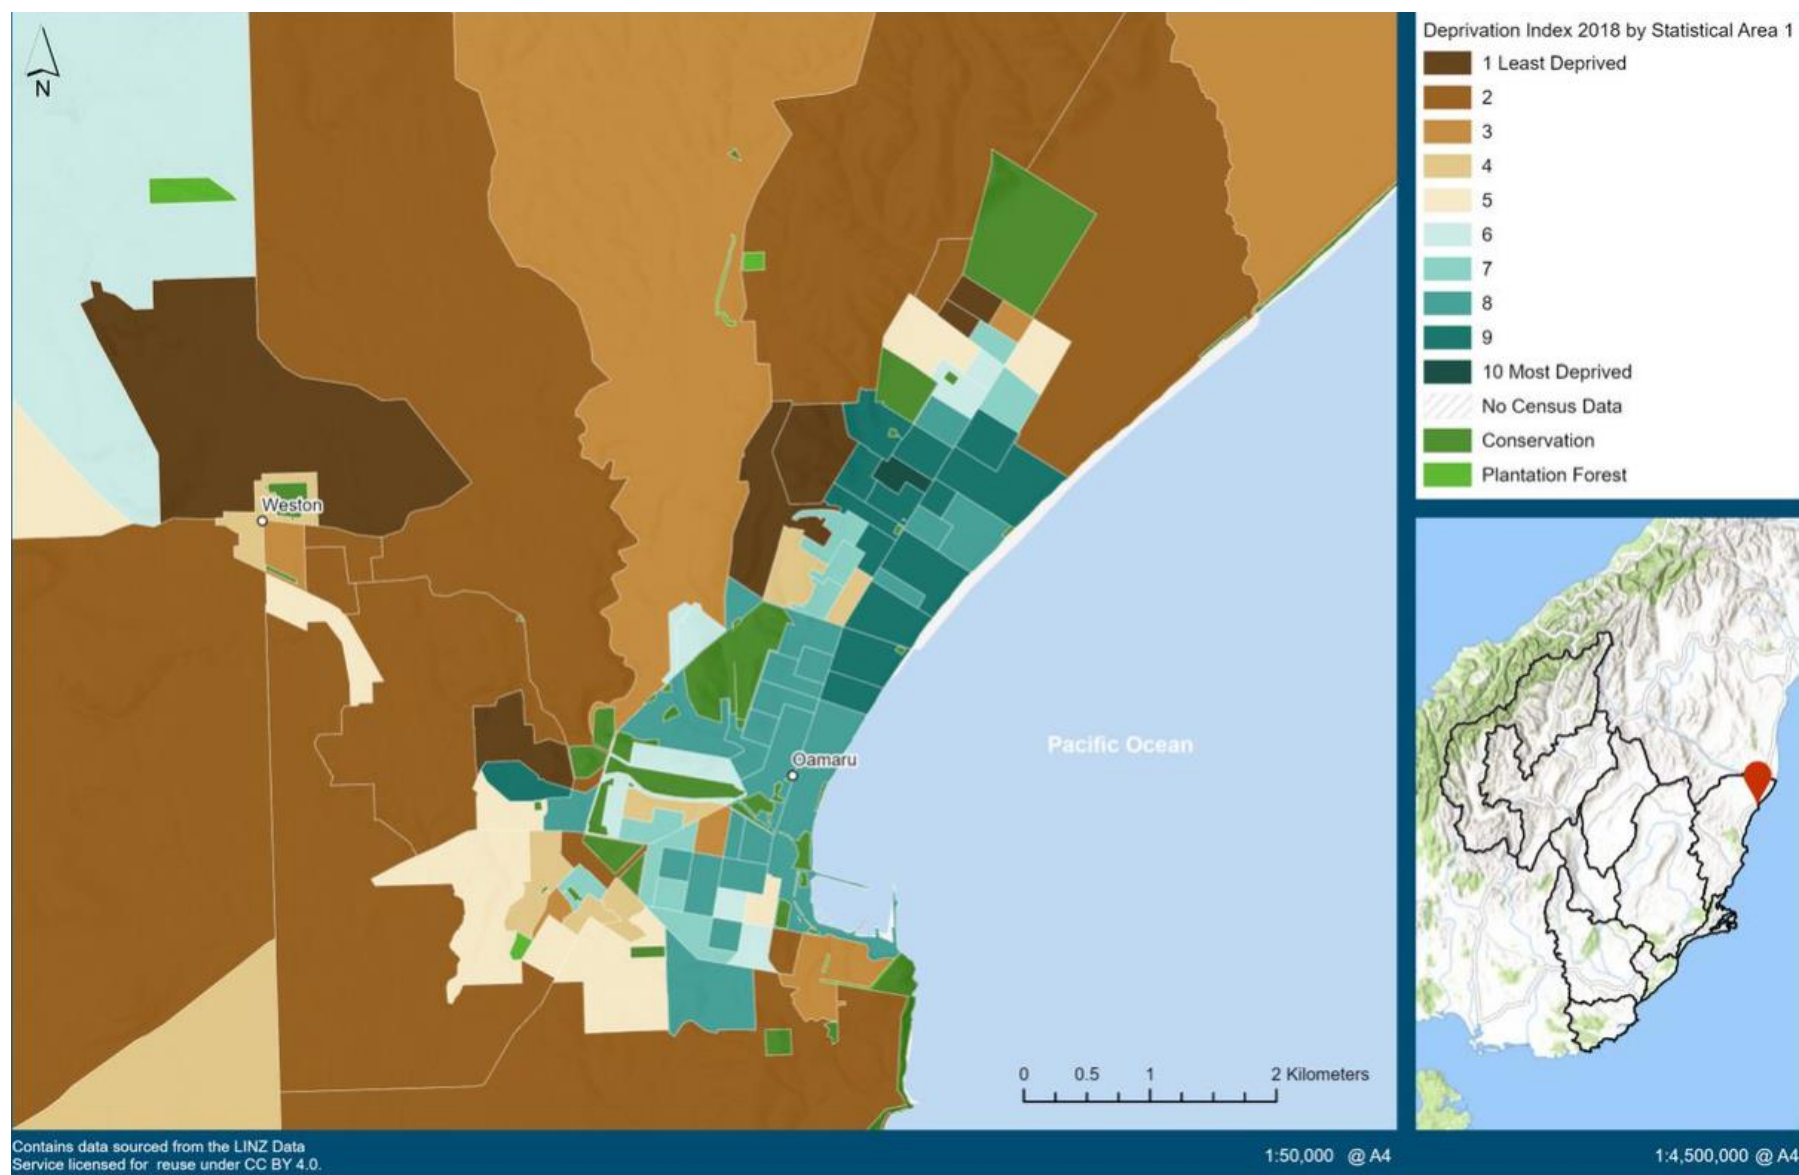 N
Weston
Oamaru
Pacific Ocean
0 0.5 1 2 Kilometers
Contains data sourced from the LINZ Data
Service licensed for reuse under CC BY 4.0.
1:50,000 @ A4
Deprivation Index 2018 by Statistical Area 1
1 Least Deprived
2
3
4
5
6
7
8
9
10 Most Deprived
No Census Data
Conservation
Plantation Forest
1:4,500,000 @ A4